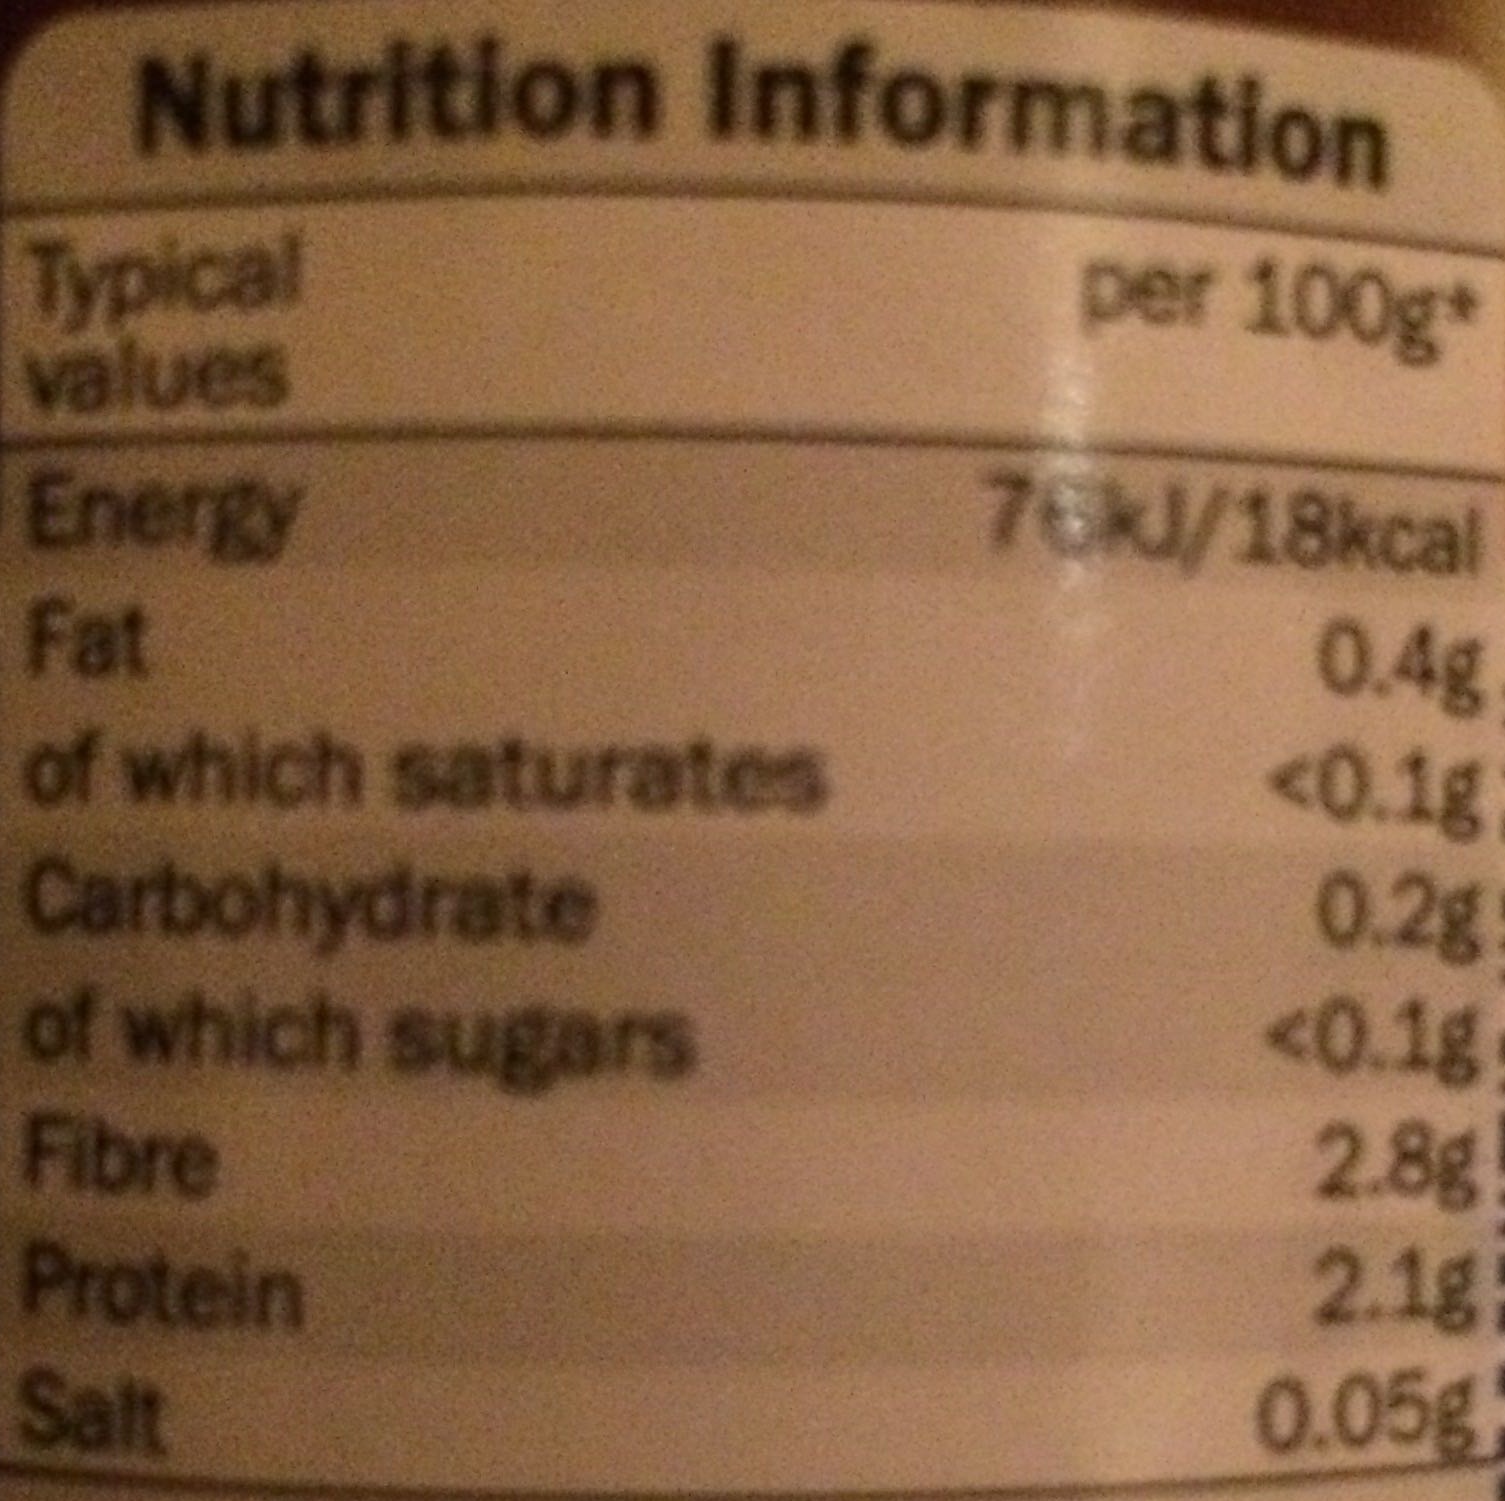 Nutrition Information
Typical values per 100g*
Energy 76kJ/18kcal
Fat 0.4g
of which saturates <0.1g
Carbohydrate 0.2g
of which sugars <0.1g
Fibre 2.8g
Protein 2.1g
Salt 0.05g